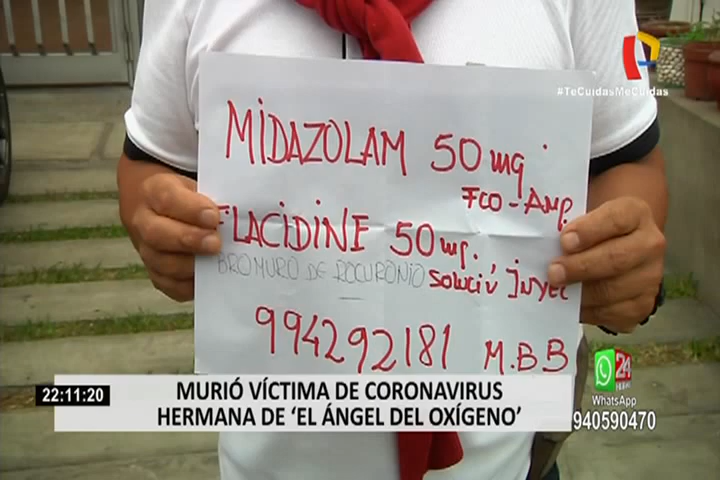 #TeCuidasMeCuidas
MIDAZOLAM 50 mg
FCO-AMP.
FLACIDINE 50 mg.
BROMURO DE ROCURONIO SOLUCIV INYEC
994292181 M.B.B
24
WhatsApp
940590470
22:11:20
MURIÓ VÍCTIMA DE CORONAVIRUS
HERMANA DE ‘EL ÁNGEL DEL OXÍGENO’